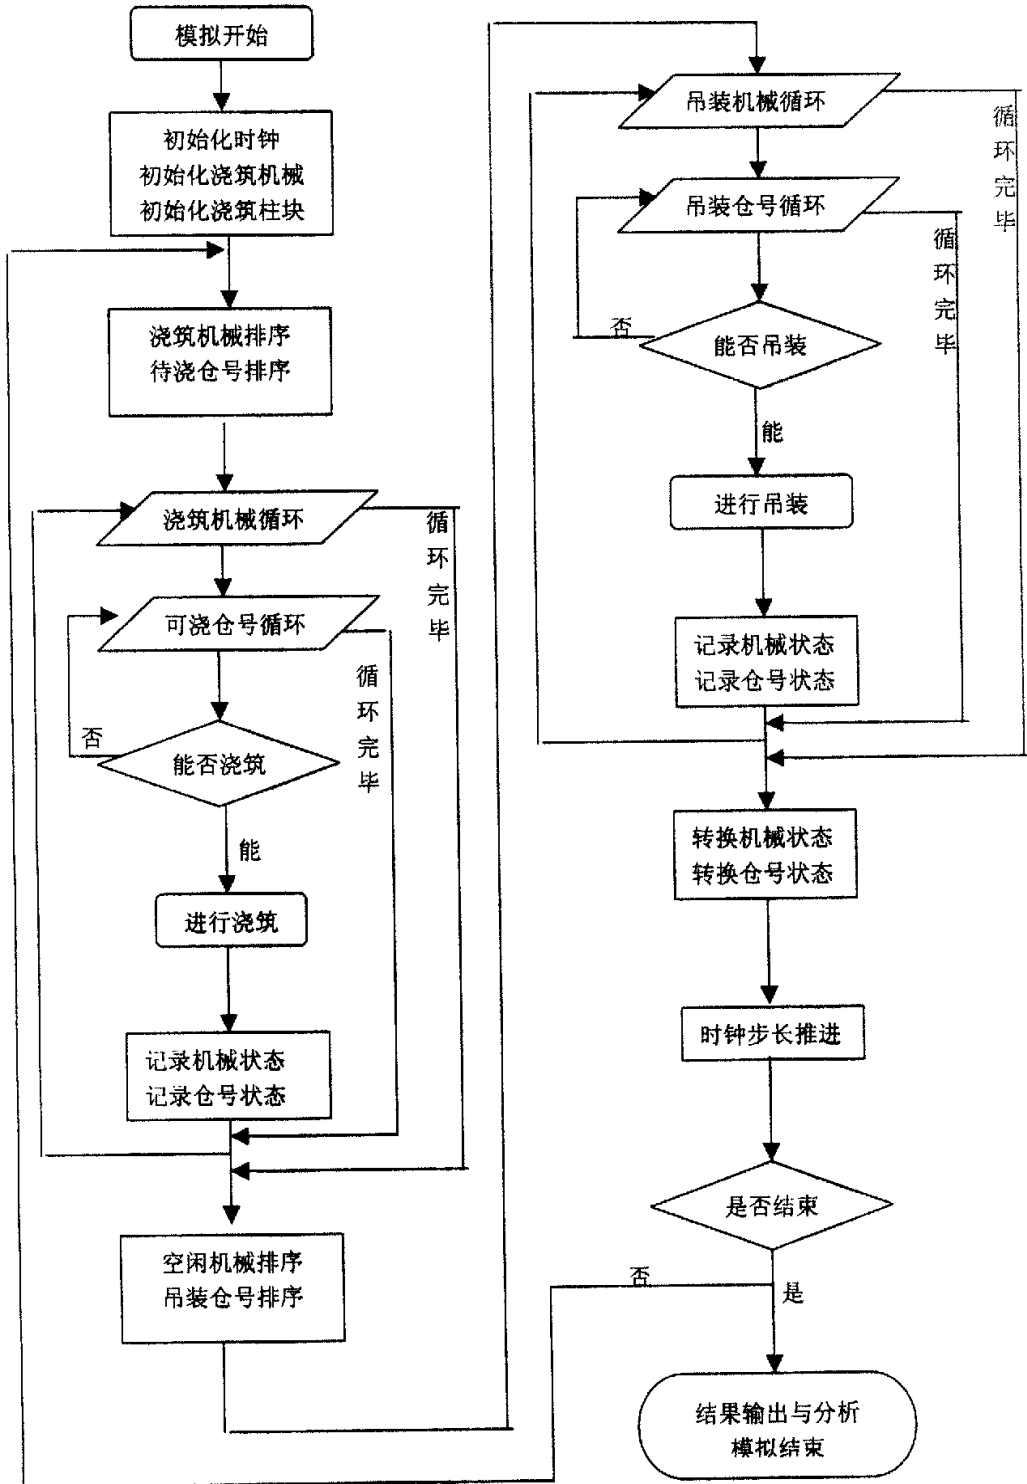 模拟开始
初始化时钟
初始化浇筑机械
初始化浇筑柱块
浇筑机械排序
待浇仓号排序
浇筑机械循环
循环完毕
可浇仓号循环
循环完毕
否
能否浇筑
能
进行浇筑
记录机械状态
记录仓号状态
空闲机械排序
吊装仓号排序
吊装机械循环
循环完毕
吊装仓号循环
循环完毕
否
能否吊装
能
进行吊装
记录机械状态
记录仓号状态
转换机械状态
转换仓号状态
时钟步长推进
是否结束
否
是
结果输出与分析
模拟结束